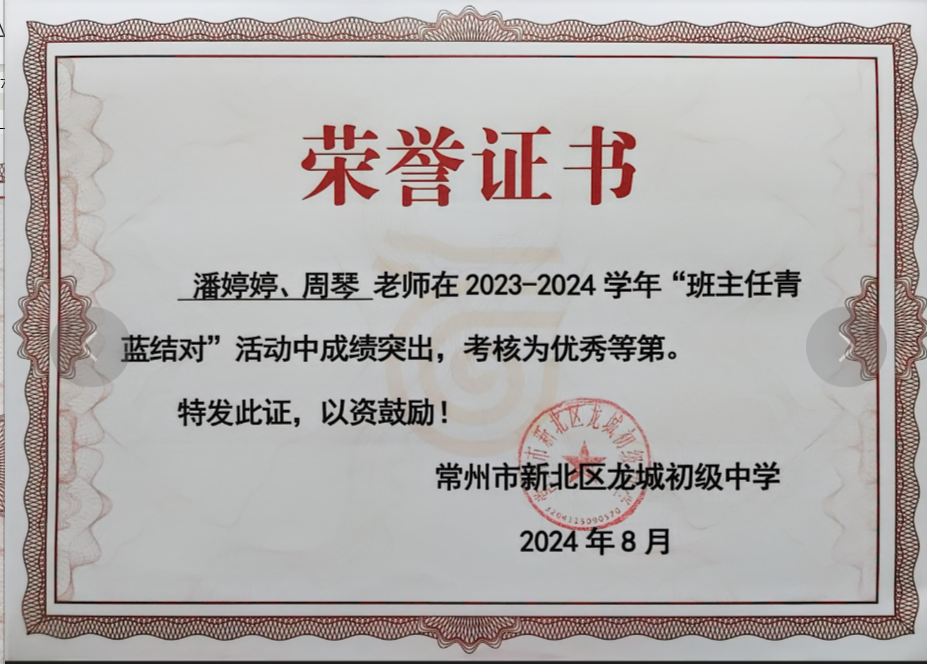 荣誉证书
潘婷婷、周琴 老师在 2023-2024 学年“班主任青
蓝结对”活动中成绩突出，考核为优秀等第。
特发此证，以资鼓励！
常州市新北区龙城初级中学
2024 年 8 月